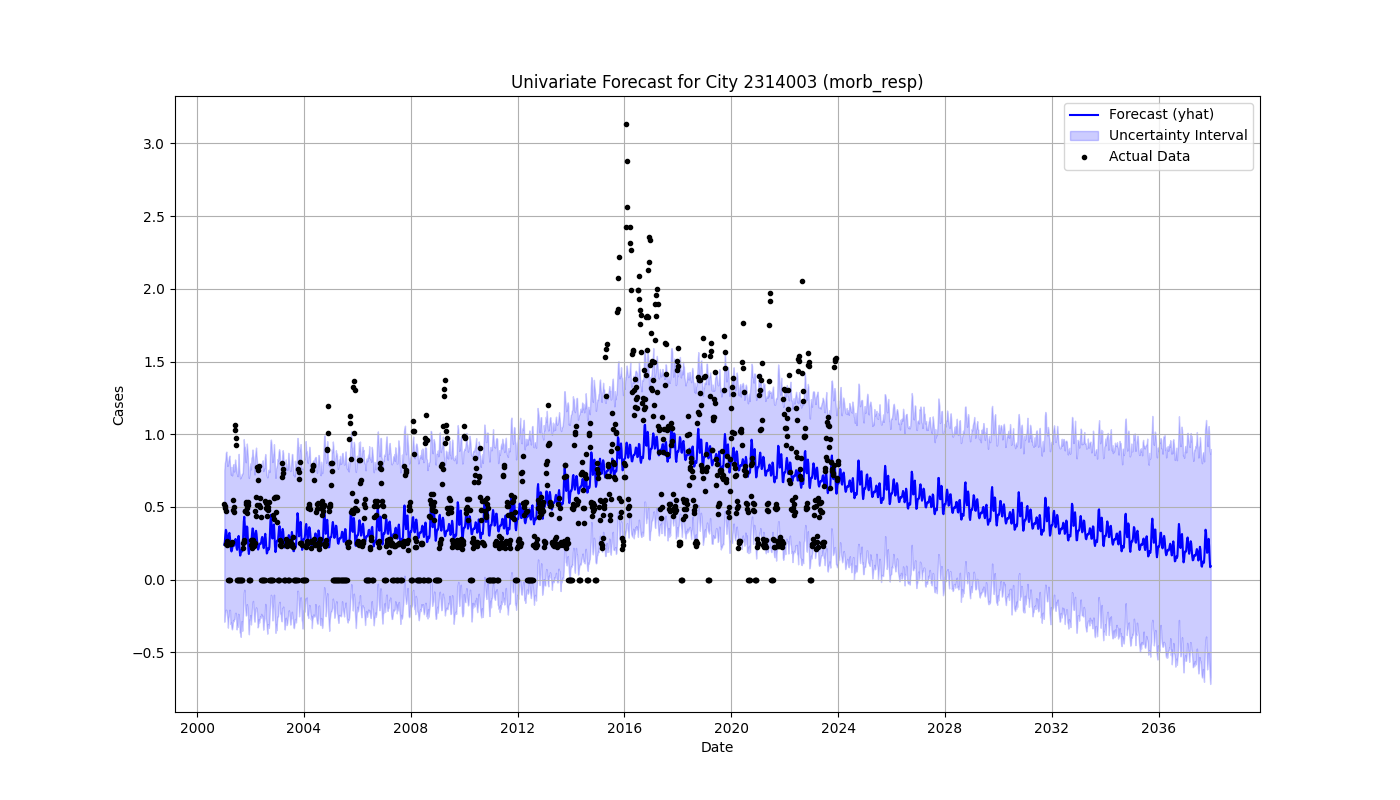 Univariate Forecast for City 2314003 (morb_resp)
Forecast (yhat)
Uncertainty Interval
Actual Data
3.0
2.5
2.0
1.5
1.0
0.5
0.0
−0.5
Cases
2000 2004 2008 2012 2016 2020 2024 2028 2032 2036
Date